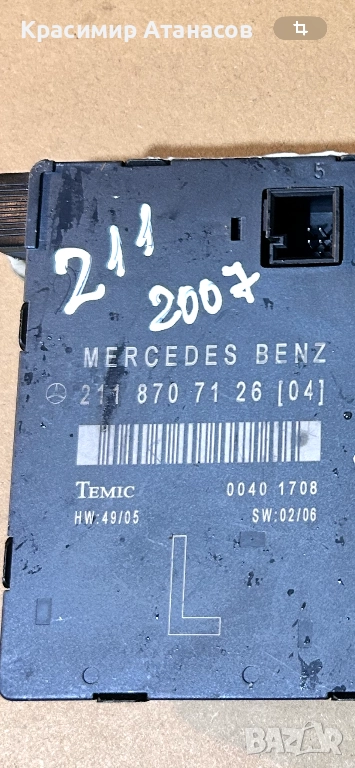 Красимир Атанасов
5
211
2007
MERCEDES BENZ
211 870 71 26 [04]
TEMIC 0040 1708
HW:49/05 SW:02/06
L
BAZAR